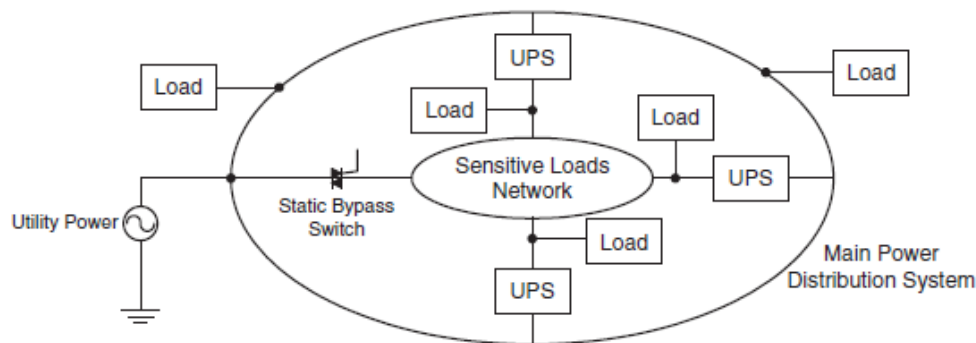 UPS
Load
Load
Load
Load
Sensitive Loads
Network
UPS
Utility Power
Static Bypass
Switch
Load
Main Power
Distribution System
UPS